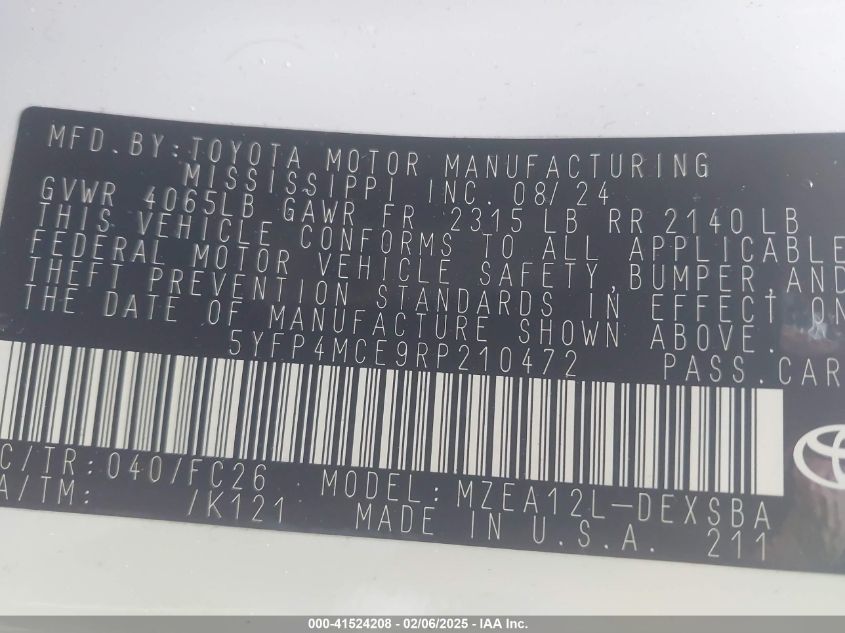 MFD.BY:TOYOTA MOTOR MANUFACTURING
MISSISSIPPI INC. 08/24
GVWR 4065LB GAWR FR 2315 LB RR 2140 LB
THIS VEHICLE CONFORMS TO ALL APPLICABLE
FEDERAL MOTOR VEHICLE SAFETY,BUMPER,AND
THEFT PREVENTION STANDARDS IN EFFECT ON
THE DATE OF MANUFACTURE SHOWN ABOVE.
5YFP4MCE9RP210472 PASS.CAR
C/TR:040/FC26 MODEL:MZEA12L-DEXSBA
A/TM: /K121 MADE IN U.S.A. 211
000-41524208 - 02/06/2025 - IAA Inc.